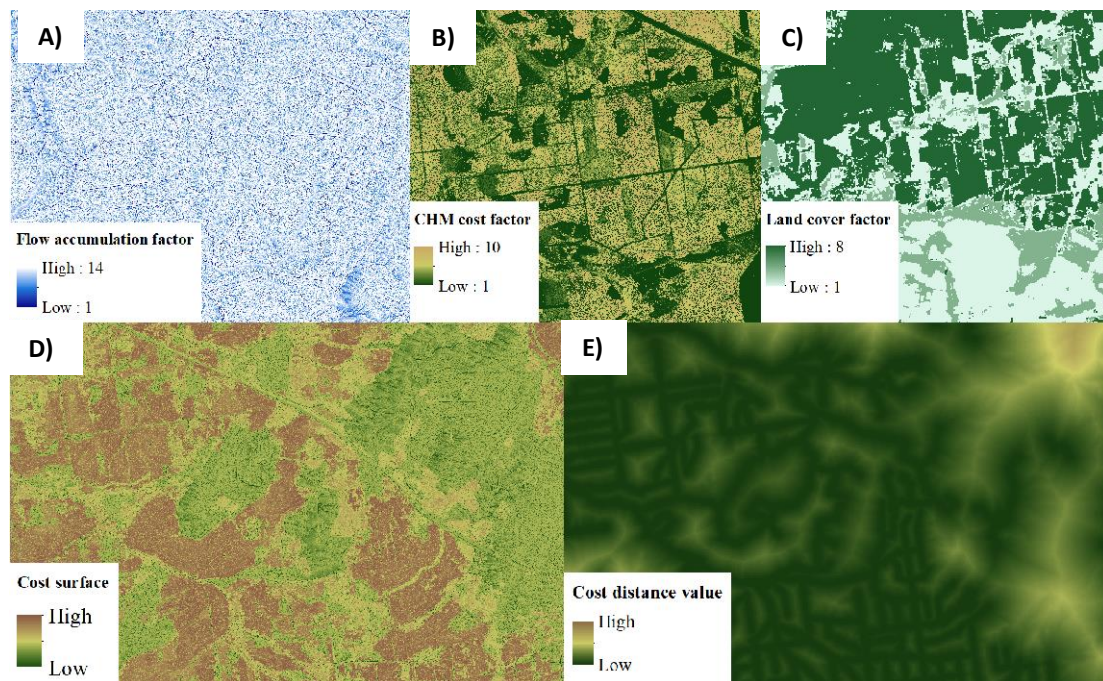 A)
Flow accumulation factor
High : 14
Low : 1
B)
CHM cost factor
High : 10
Low : 1
C)
Land cover factor
High : 8
Low : 1
D)
Cost surface
High
Low
E)
Cost distance value
High
Low